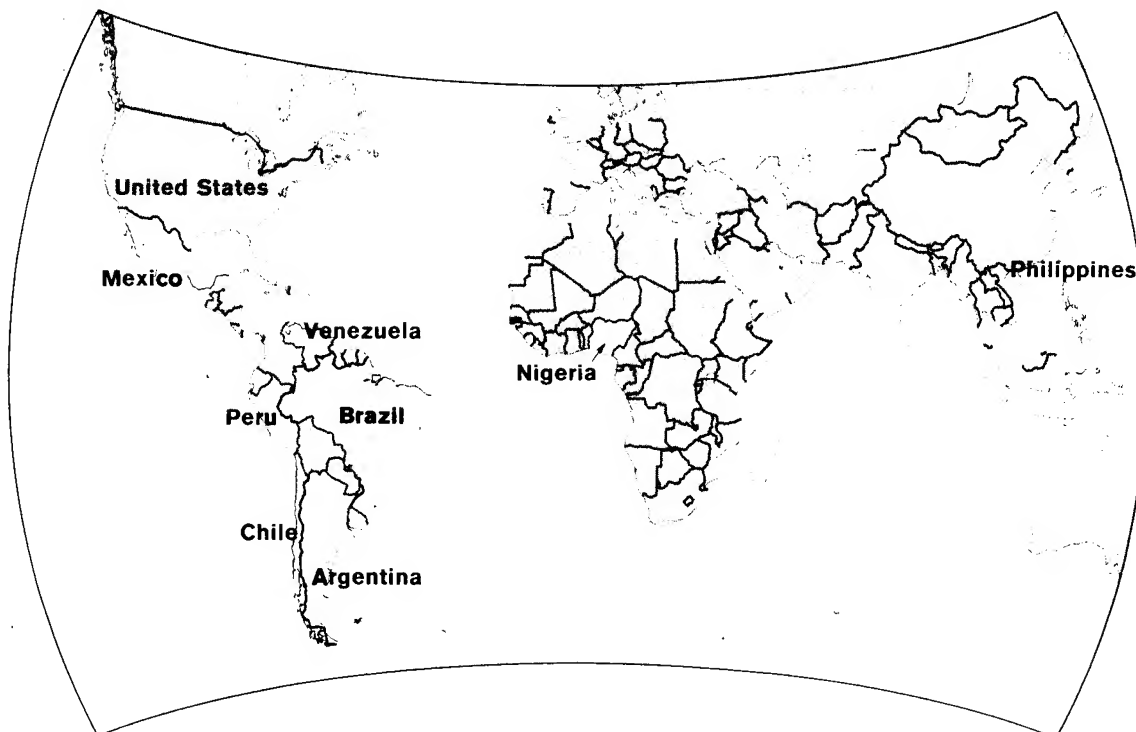 United States
Mexico
Philippines
Venezuela
Nigeria
Peru
Brazil
Chile
Argentina